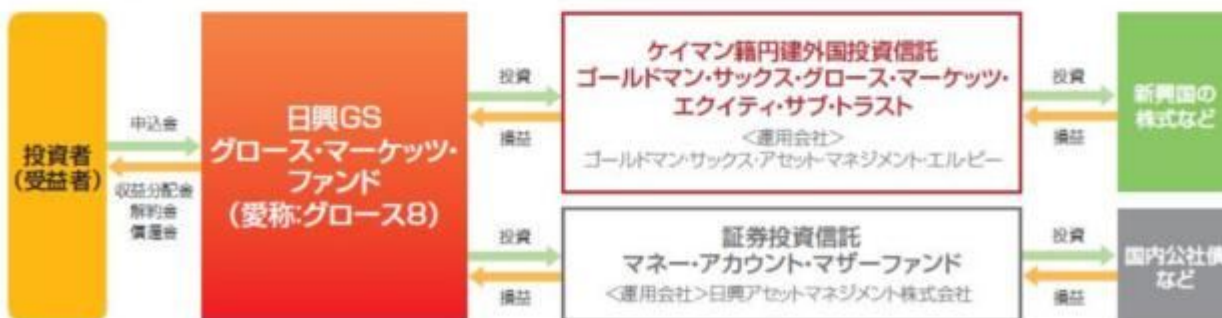 投資者
(受益者)
申込金
収益分配金
解約金
償還金
日興GS
グロース・マーケッツ・
ファンド
(愛称:グロース8)
投資
損益
ケイマン籍円建外国投資信託
ゴールドマン・サックス・グロース・マーケッツ・
エクイティ・サブ・トラスト
<運用会社>
ゴールドマン・サックス・アセット・マネジメント・エル・ピー
投資
損益
新興国の
株式など
投資
損益
証券投資信託
マネー・アカウント・マザーファンド
<運用会社>日興アセットマネジメント株式会社
投資
損益
国内公社債
など